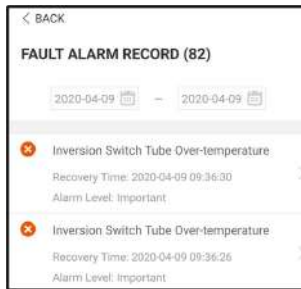 < BACK
FAULT ALARM RECORD (82)
2020-04-09 – 2020-04-09
Inversion Switch Tube Over-temperature
Recovery Time: 2020-04-09 09:36:30
Alarm Level: Important
Inversion Switch Tube Over-temperature
Recovery Time: 2020-04-09 09:36:26
Alarm Level: Important